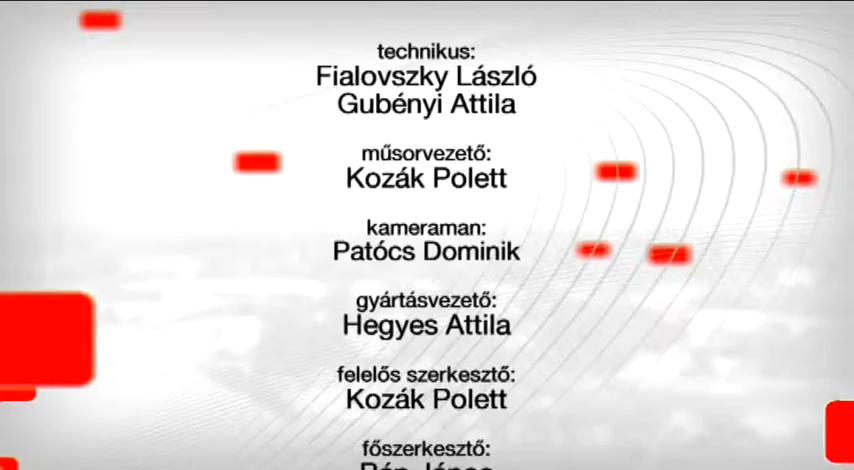 technikus:
Fialovszky László
Gubényi Attila
műsorvezető:
Kozák Polett
kameraman:
Patócs Dominik
gyártásvezető:
Hegyes Attila
felelős szerkesztő:
Kozák Polett
főszerkesztő: